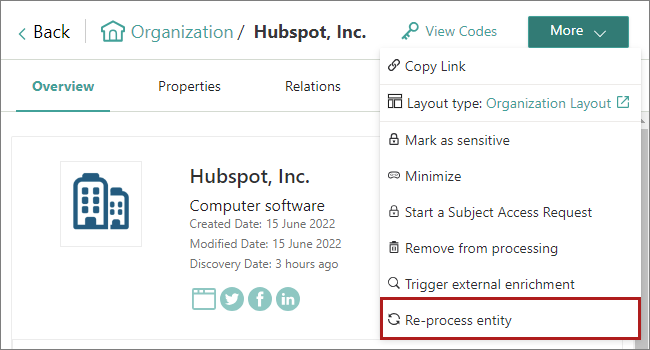 Back
Organization / Hubspot, Inc.
View Codes
More
Overview
Properties
Relations
Copy Link
Layout type: Organization Layout
Mark as sensitive
Minimize
Start a Subject Access Request
Remove from processing
Trigger external enrichment
Re-process entity
Hubspot, Inc.
Computer software
Created Date: 15 June 2022
Modified Date: 15 June 2022
Discovery Date: 3 hours ago